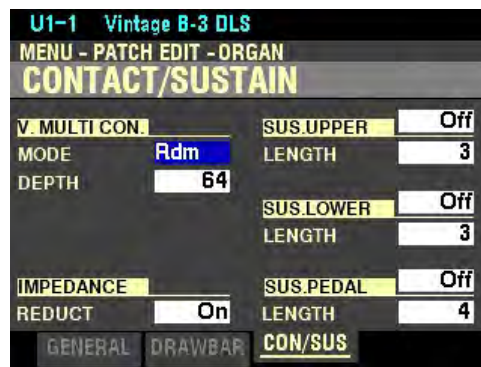 U1-1 Vintage B-3 DLS
MENU - PATCH EDIT - ORGAN
CONTACT/SUSTAIN
V. MULTI CON.
MODE Rdm
DEPTH 64
IMPEDANCE
REDUCT On
SUS.UPPER Off
LENGTH 3
SUS.LOWER Off
LENGTH 3
SUS.PEDAL Off
LENGTH 4
GENERAL DRAWBAR CON/SUS